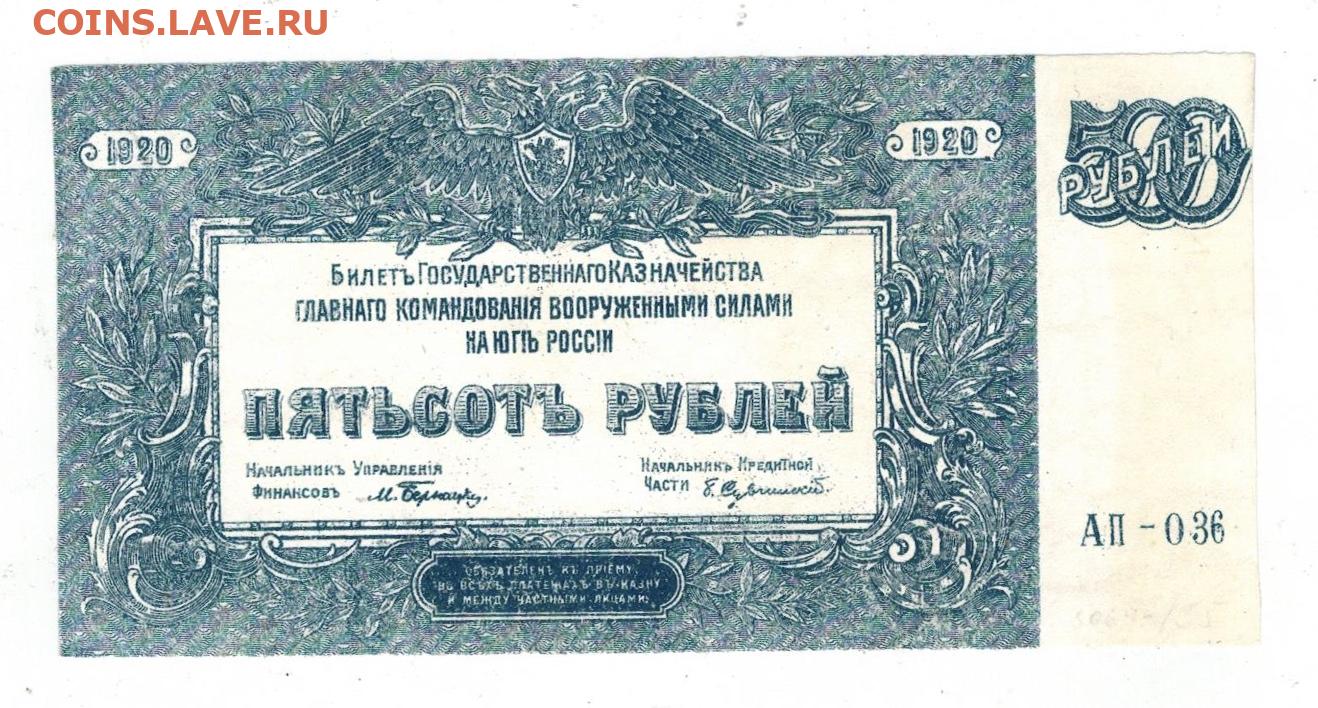 COINS.LAVE.RU
1920
1920
500
РУБЛЕЙ
БИЛЕТЪ ГОСУДАРСТВЕННАГО КАЗНАЧЕЙСТВА
ГЛАВНАГО КОМАНДОВАНІЯ ВООРУЖЕННЫМИ СИЛАМИ
НА ЮГѢ РОССІИ
ПЯТЬСОТЪ РУБЛЕЙ
НАЧАЛЬНИКЪ УПРАВЛЕНІЯ
ФИНАНСОВЪ М. Бернацкій.
НАЧАЛЬНИКЪ КРЕДИТНОЙ
ЧАСТИ
АП - 036
ОБЯЗАТЕЛЕНЪ КЪ ПРІЕМУ
ВО ВСѢХЪ ПЛАТЕЖАХЪ ВЪ КАЗНУ
И МЕЖДУ ЧАСТНЫМИ ЛИЦАМИ.